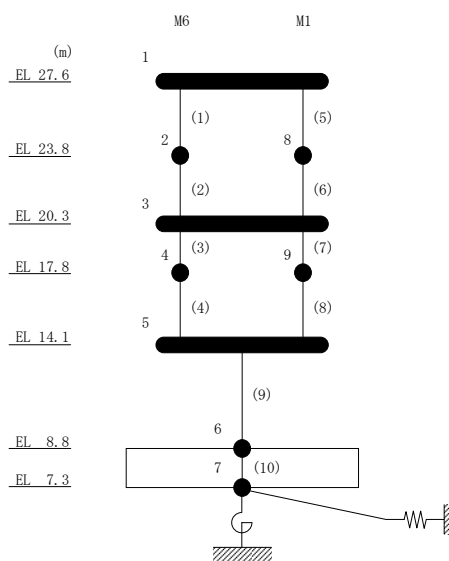 M6 M1
(m)
1
EL 27.6
(1) (5)
2 8
EL 23.8
(2) (6)
3
EL 20.3
(3) (7)
4 9
EL 17.8
(4) (8)
5
EL 14.1
(9)
6
EL 8.8
7 (10)
EL 7.3